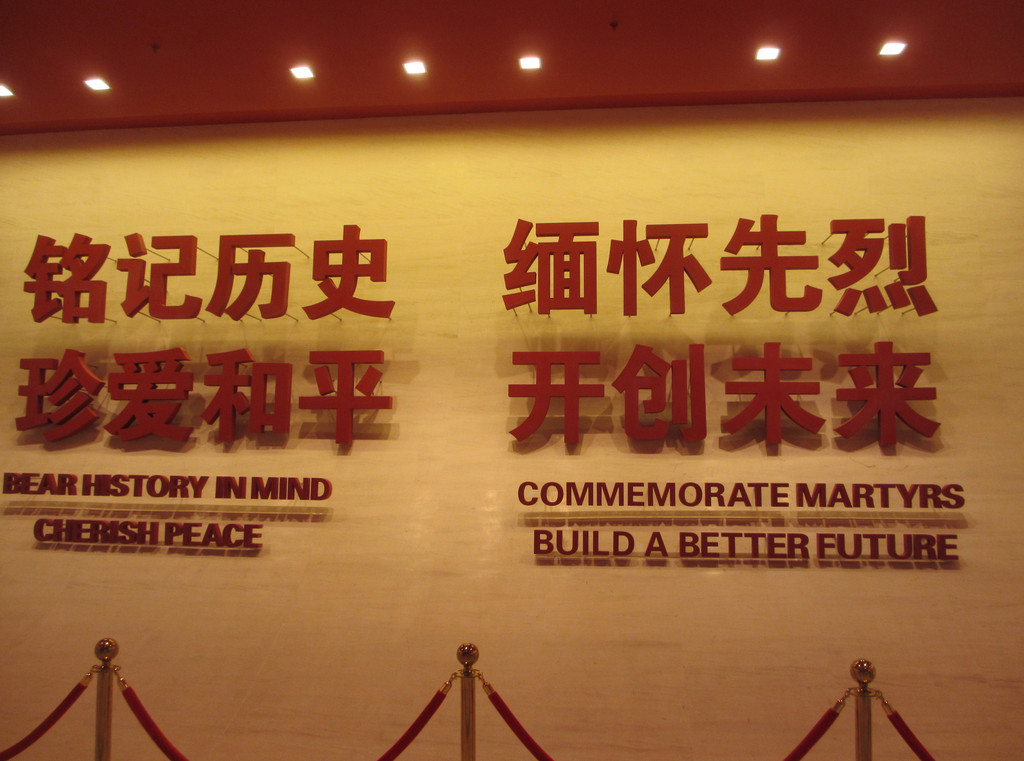 铭记历史 缅怀先烈
珍爱和平 开创未来
BEAR HISTORY IN MIND
CHERISH PEACE
COMMEMORATE MARTYRS
BUILD A BETTER FUTURE